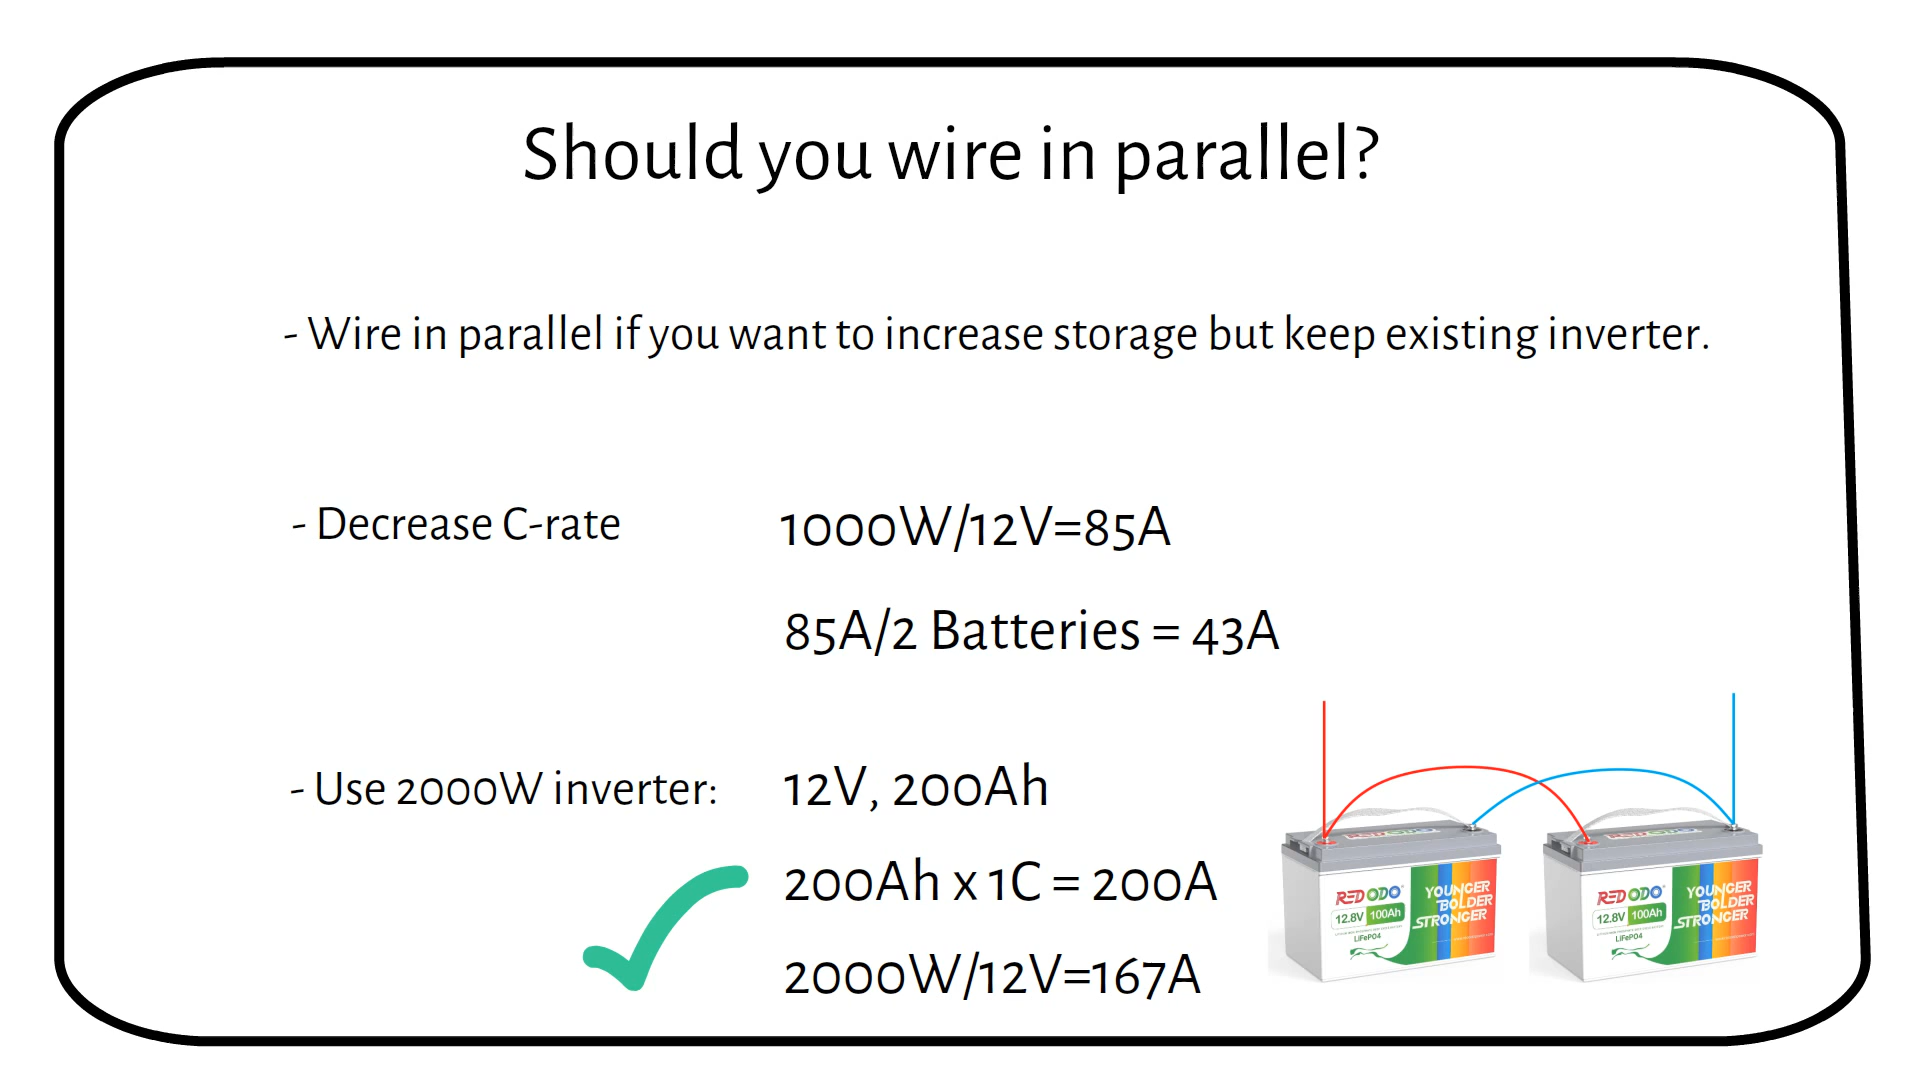 Should you wire in parallel?
- Wire in parallel if you want to increase storage but keep existing inverter.
- Decrease C-rate
1000W/12V=85A
85A/2 Batteries = 43A
- Use 2000W inverter:
12V, 200Ah
200Ah x 1C = 200A
2000W/12V=167A
REDODO
12.8V 100Ah
LiFePO4
YOUNGER
BOLDER
STRONGER
REDODO
12.8V 100Ah
LiFePO4
YOUNGER
BOLDER
STRONGER